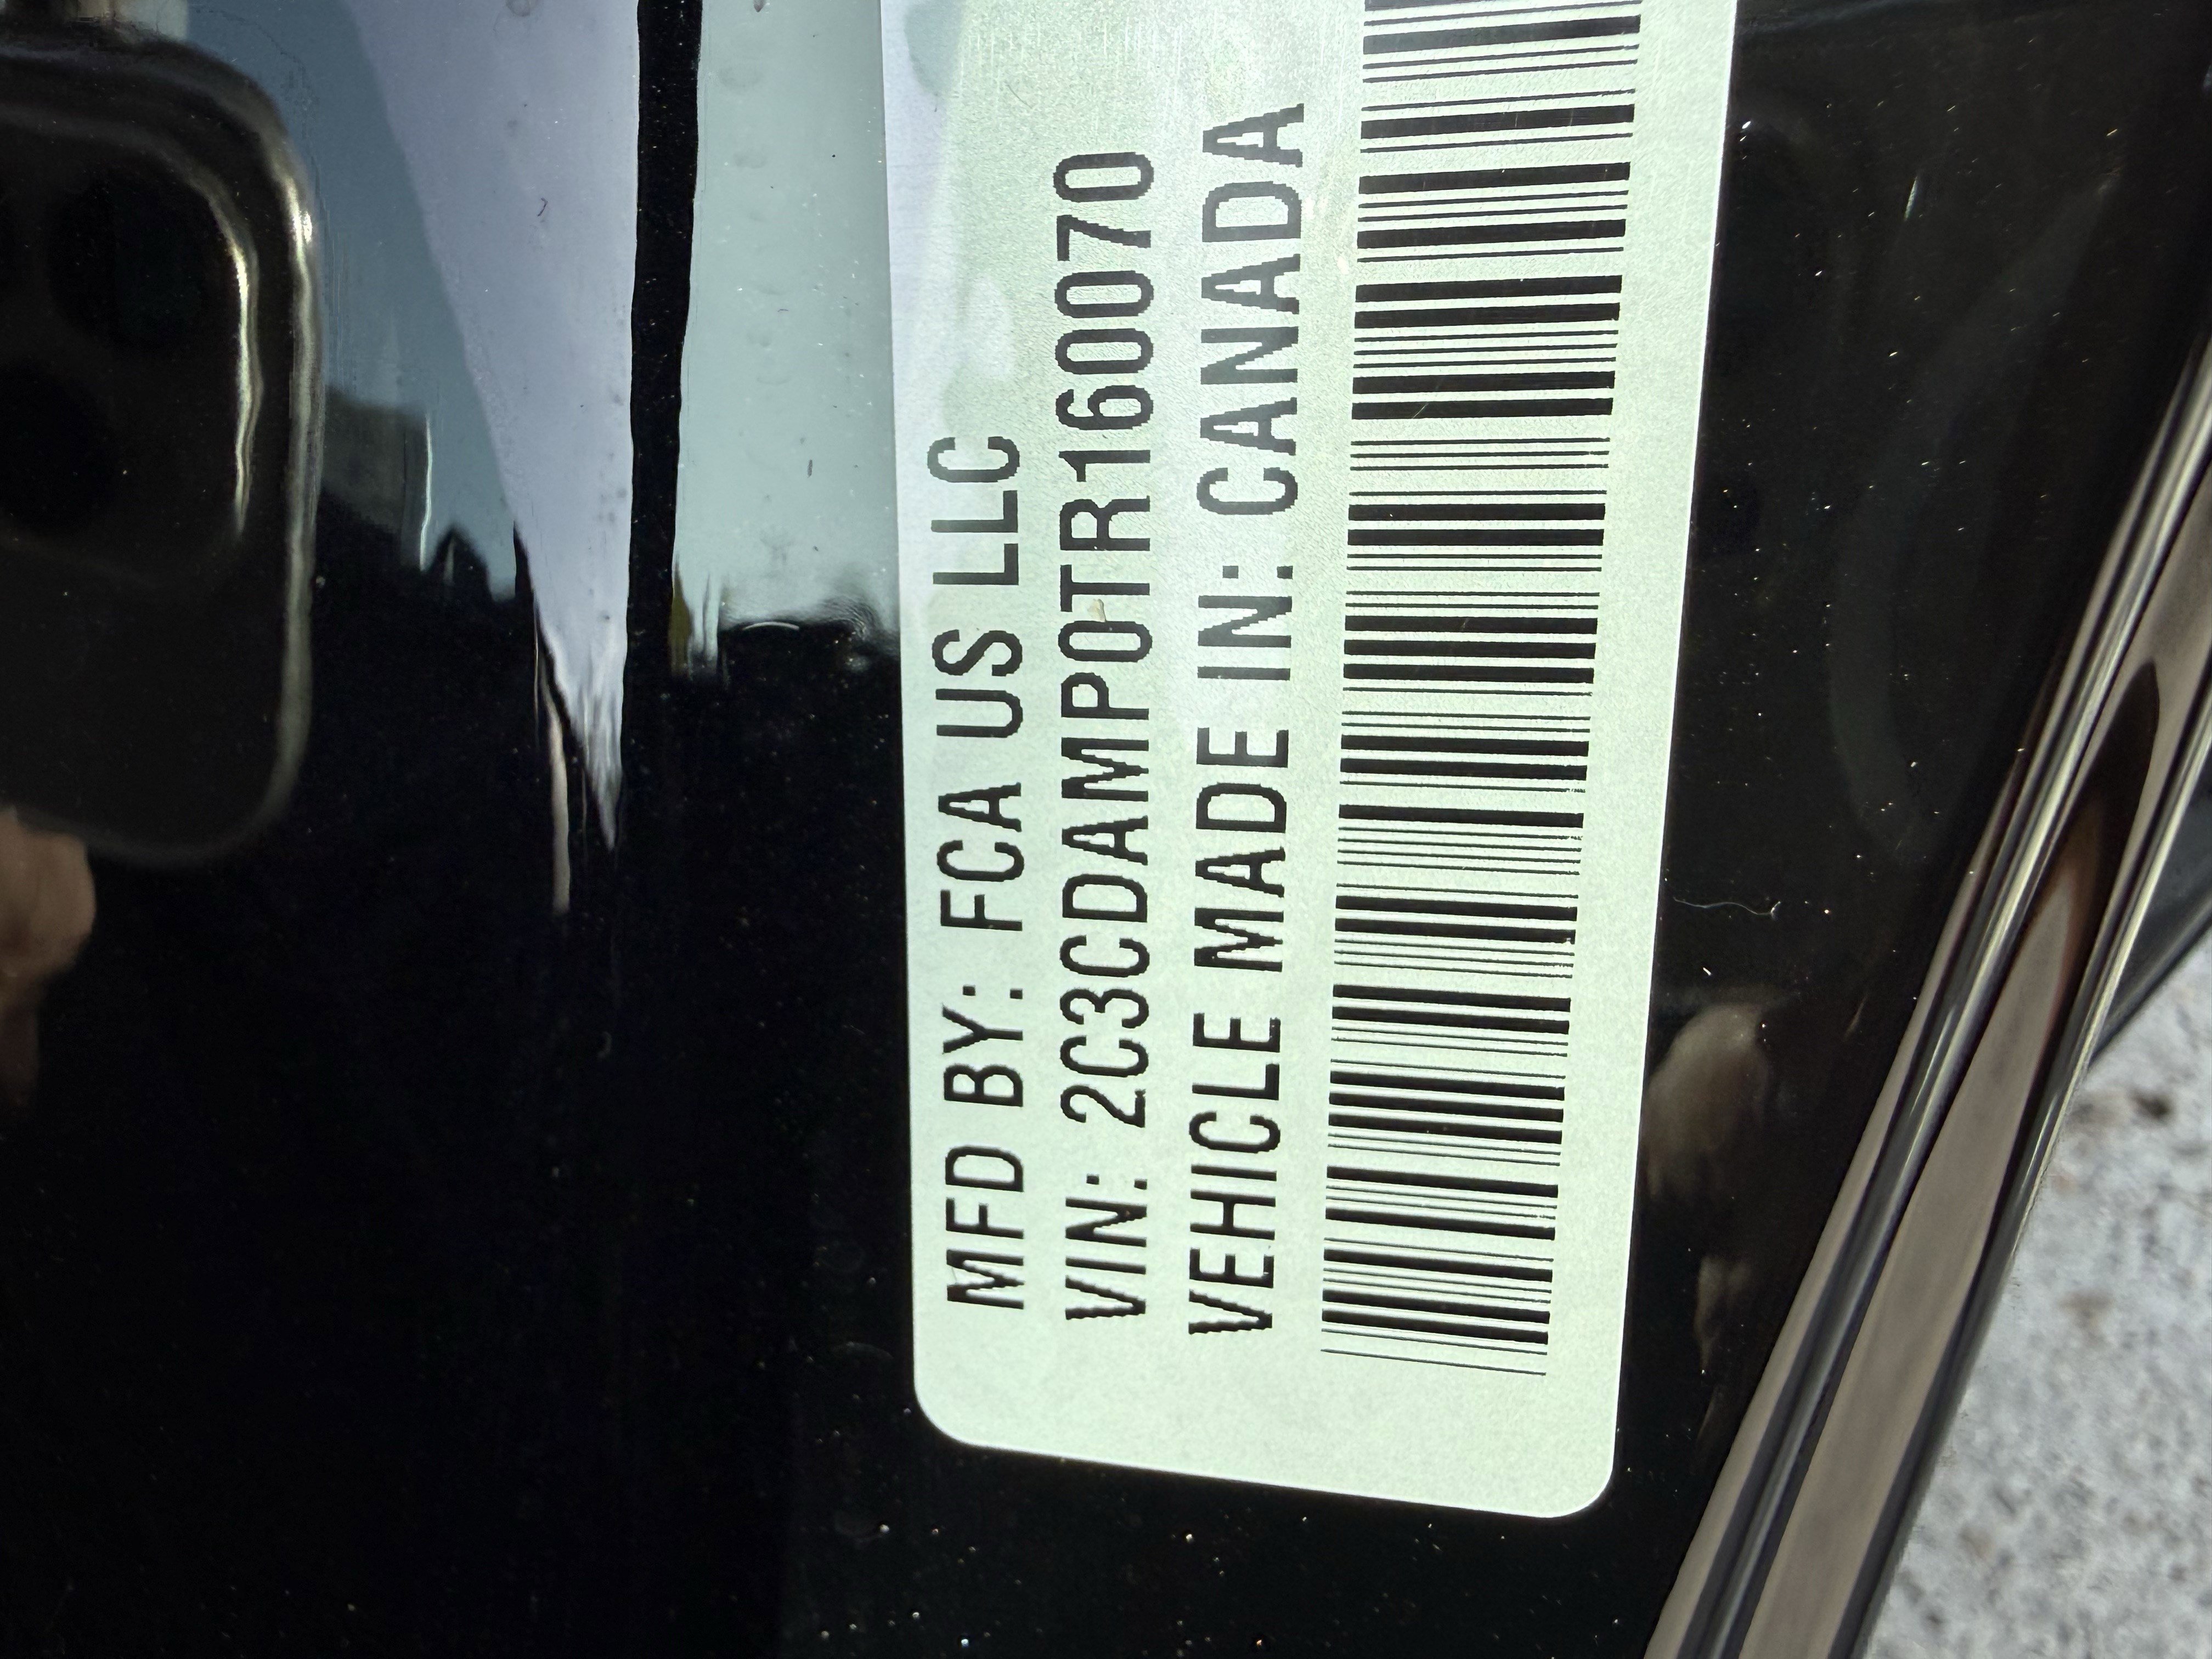 MFD BY: FCA US LLC
VIN: 2C3CDAMP0TR160070
VEHICLE MADE IN: CANADA